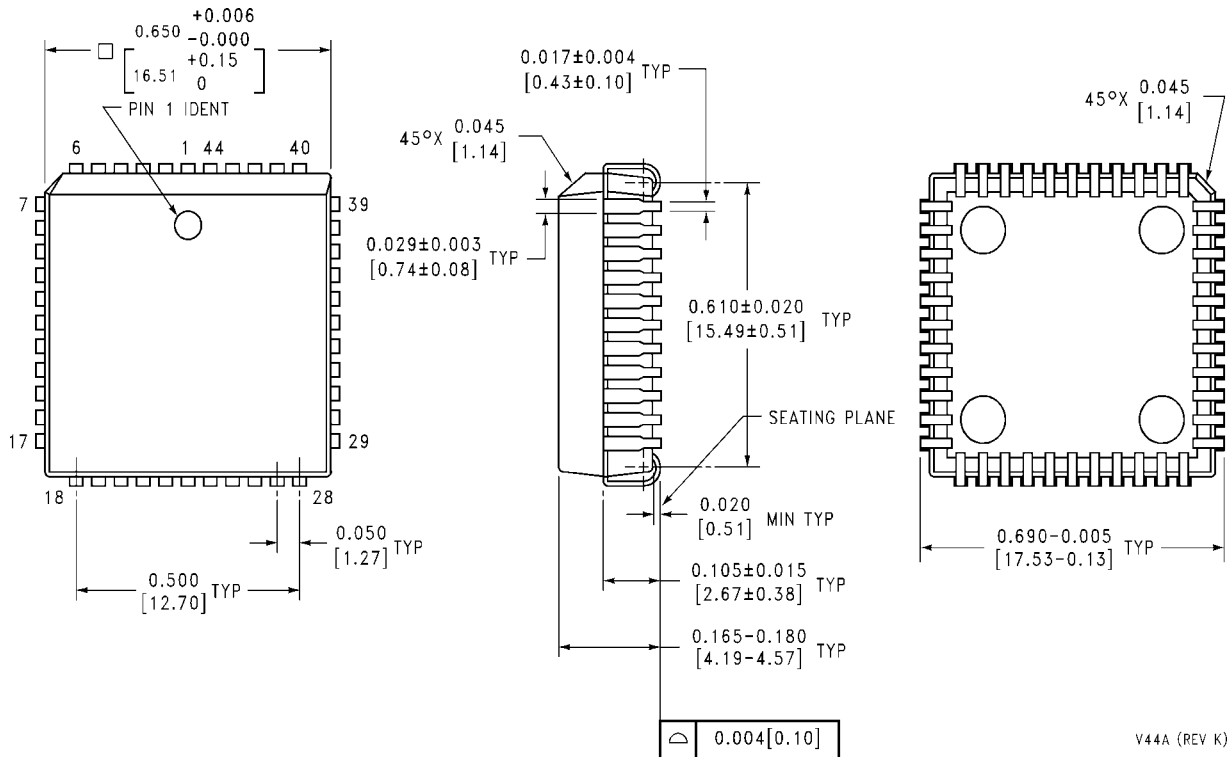 +0.006
0.650 -0.000
+0.15
16.51 0
PIN 1 IDENT
6 1 44 40
7 39
17 29
18 28
0.050
[1.27] TYP
0.500
[12.70] TYP
0.017±0.004
[0.43±0.10] TYP
45°X 0.045
[1.14]
0.029±0.003
[0.74±0.08] TYP
0.610±0.020
[15.49±0.51] TYP
SEATING PLANE
0.020
[0.51] MIN TYP
0.105±0.015
[2.67±0.38] TYP
0.165-0.180
[4.19-4.57] TYP
0.004[0.10]
45°X 0.045
[1.14]
0.690-0.005
[17.53-0.13] TYP
V44A (REV K)